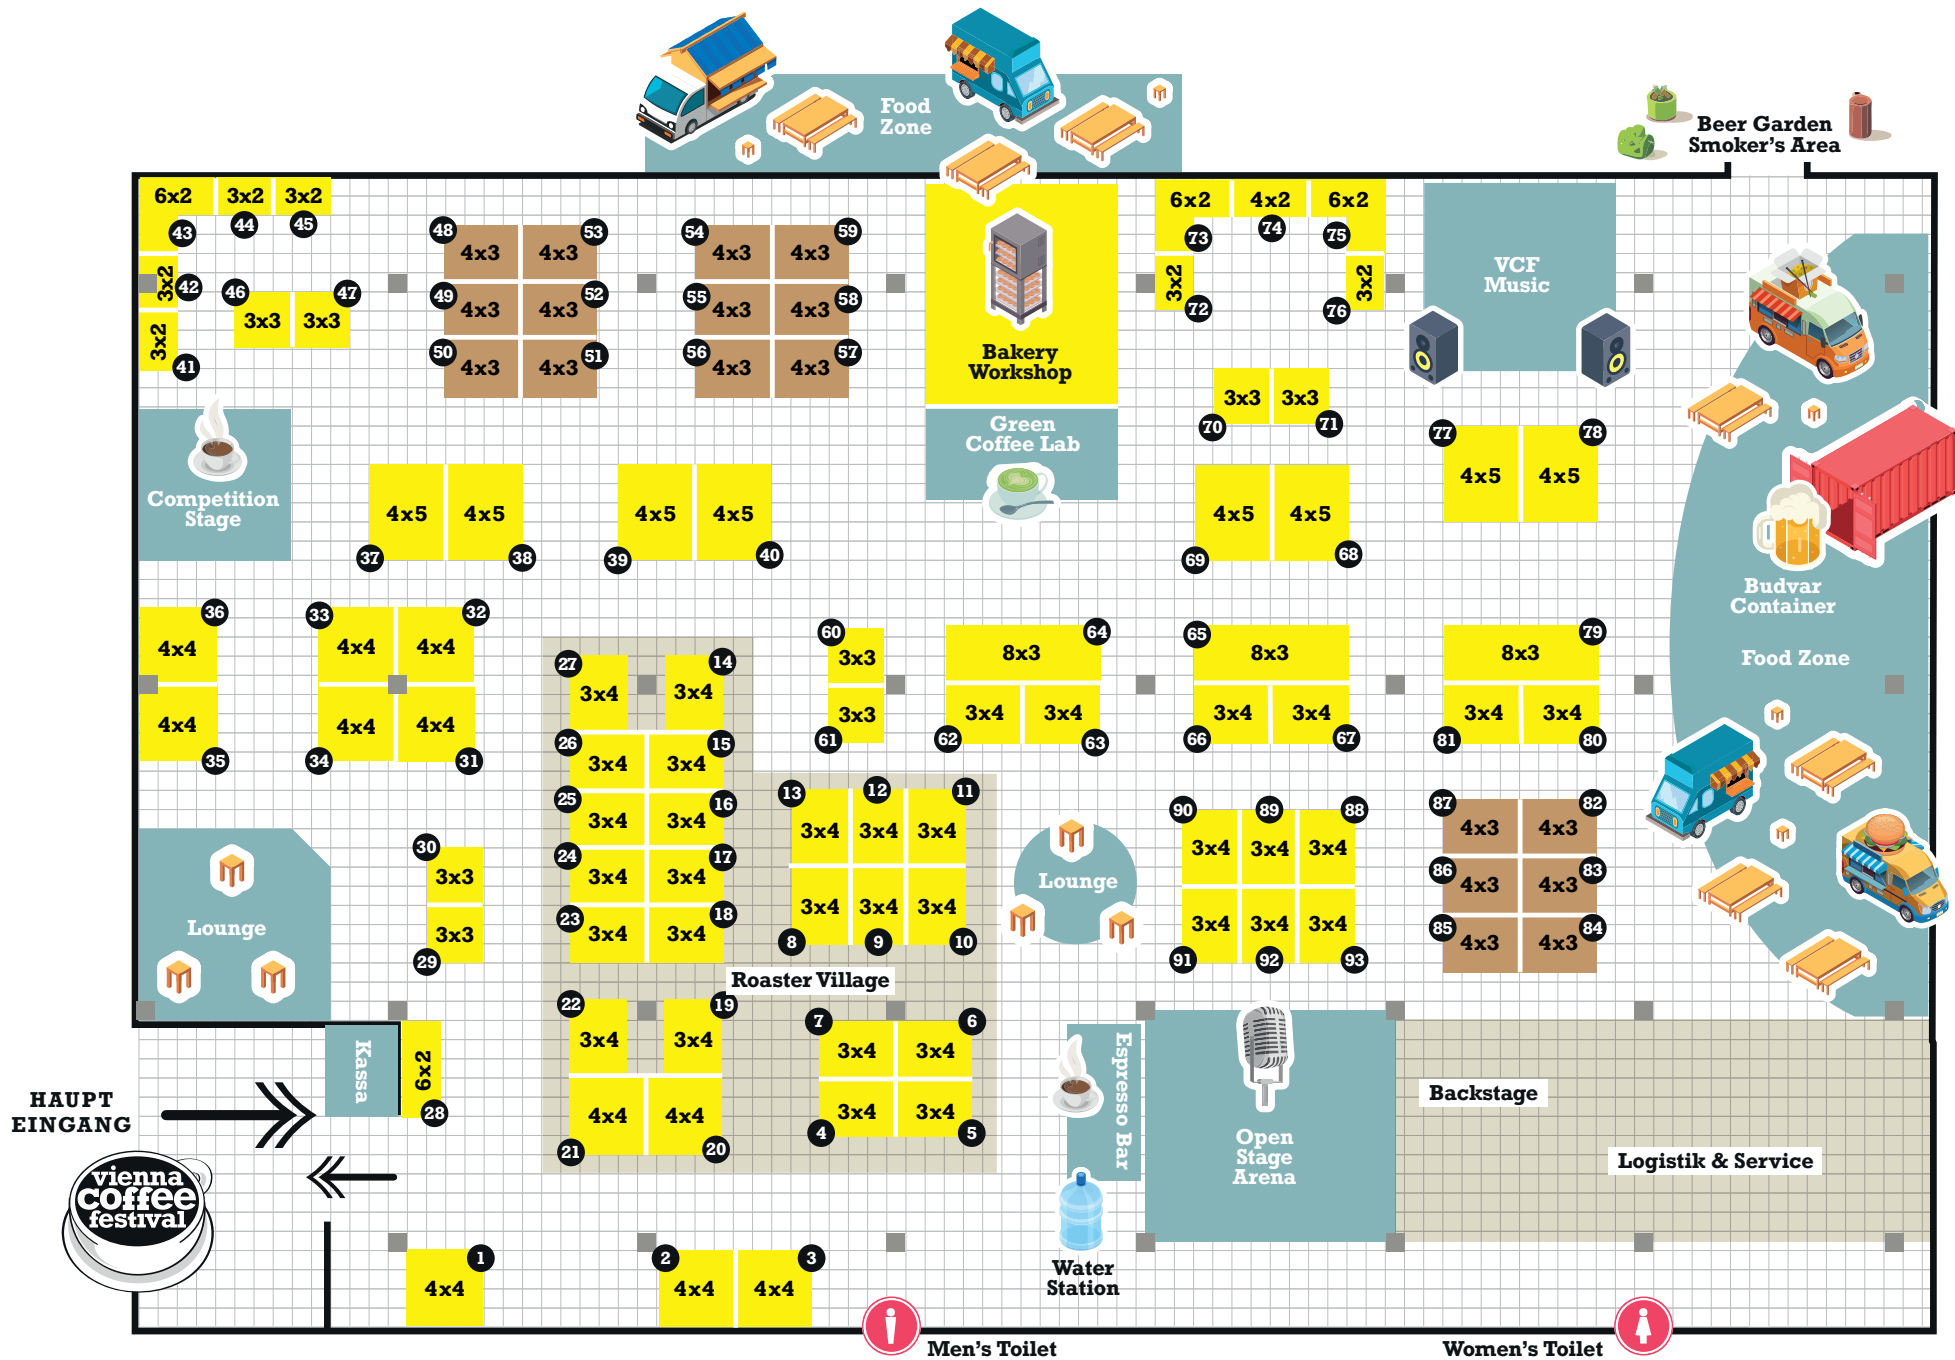 Food
Zone
Beer Garden
Smoker's Area
6x2
3x2
3x2
43
44
45
3x2
42
3x2
41
46
47
3x3
3x3
48
53
4x3
4x3
49
52
4x3
4x3
50
51
4x3
4x3
54
59
4x3
4x3
55
58
4x3
4x3
56
57
4x3
4x3
Bakery
Workshop
Green
Coffee Lab
6x2
4x2
6x2
73
74
75
3x2
3x2
72
76
3x3
3x3
70
71
VCF
Music
77
78
4x5
4x5
Competition
Stage
4x5
4x5
37
38
4x5
4x5
39
40
4x5
4x5
69
68
Budvar
Container
Food Zone
36
4x4
4x4
35
33
32
4x4
4x4
4x4
4x4
34
31
27
14
3x4
3x4
26
15
3x4
3x4
25
16
3x4
3x4
24
17
3x4
3x4
23
18
3x4
3x4
60
3x3
3x3
61
64
8x3
3x4
3x4
62
63
65
8x3
3x4
3x4
66
67
79
8x3
3x4
3x4
81
80
13
12
11
3x4
3x4
3x4
3x4
3x4
3x4
8
9
10
Lounge
90
89
88
3x4
3x4
3x4
3x4
3x4
3x4
91
92
93
87
82
4x3
4x3
86
83
4x3
4x3
85
84
4x3
4x3
Lounge
30
3x3
3x3
29
Roaster Village
22
19
3x4
3x4
4x4
4x4
21
20
7
6
3x4
3x4
3x4
3x4
4
5
Kassa
6x2
28
HAUPT
EINGANG
vienna
coffee
festival
Espresso Bar
Open
Stage
Arena
Backstage
Logistik & Service
Water
Station
1
4x4
2
3
4x4
4x4
Men's Toilet
Women's Toilet